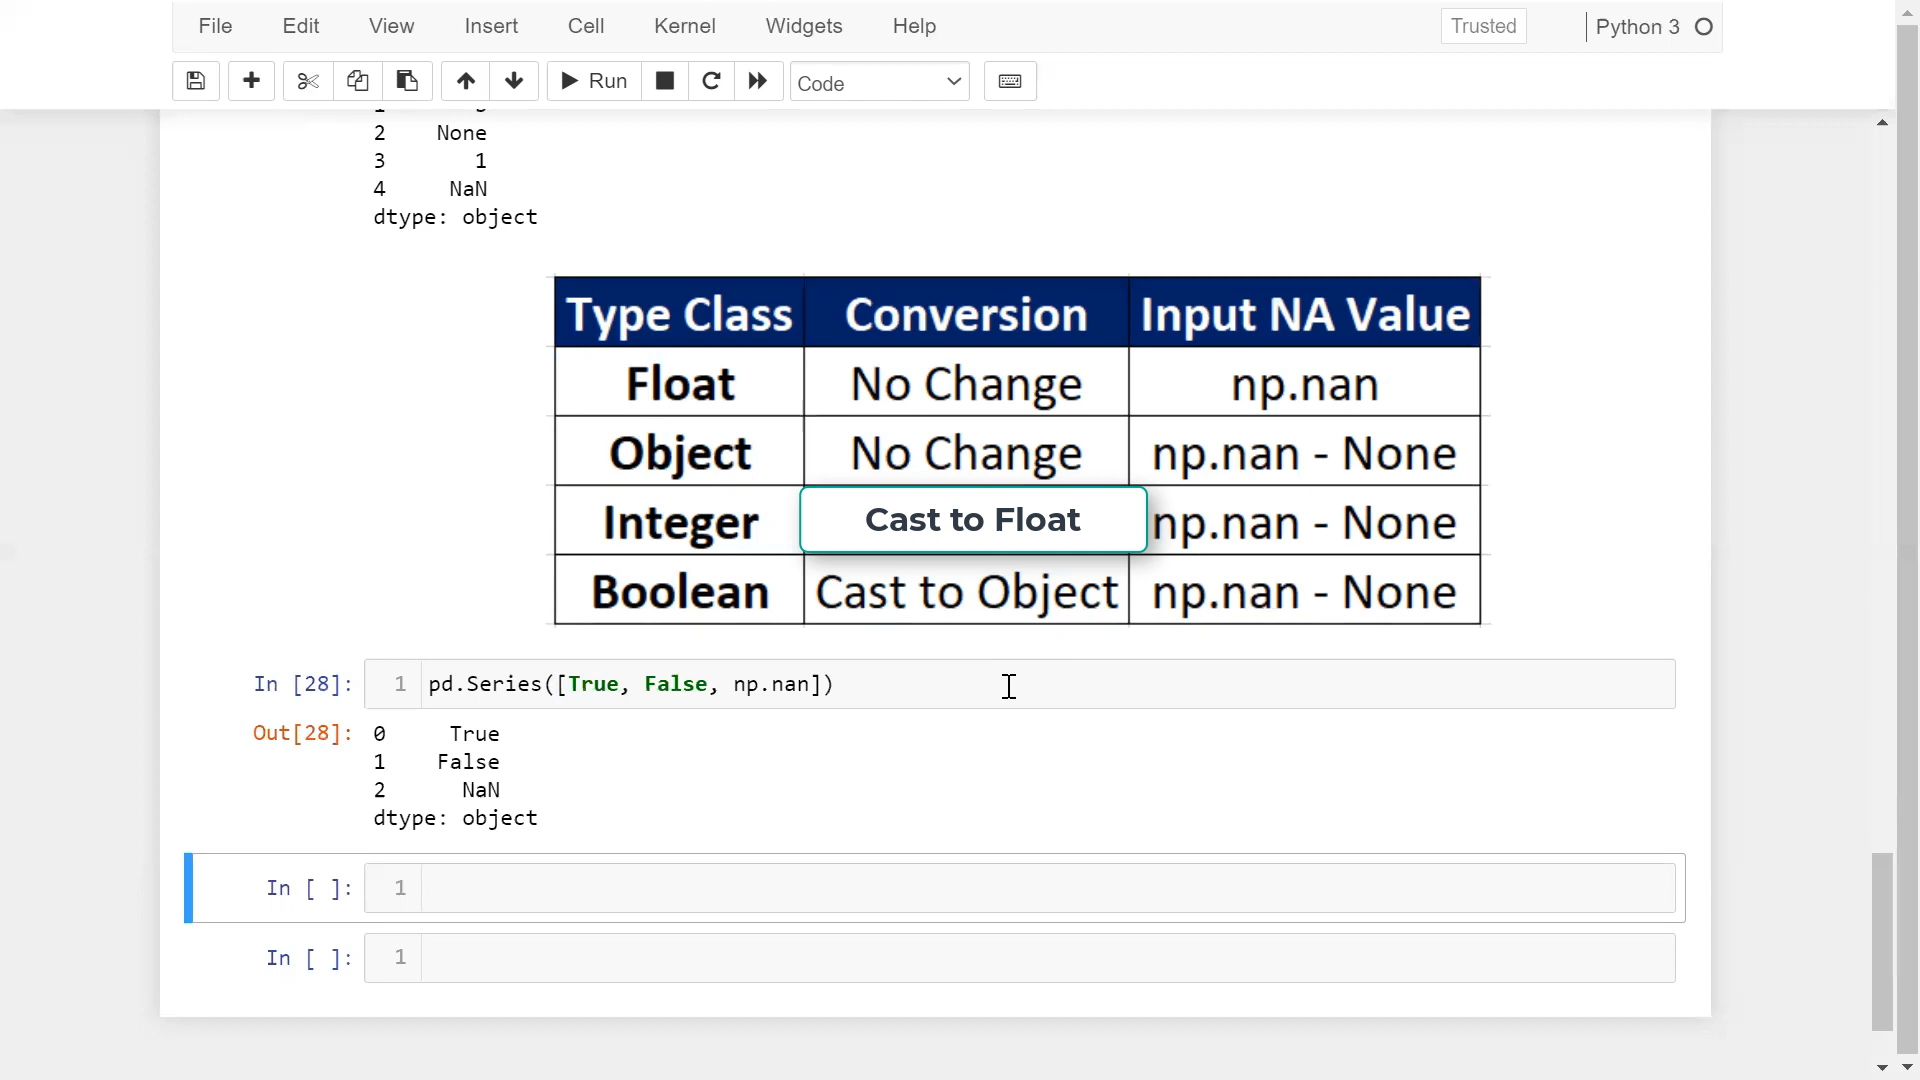 File Edit View Insert Cell Kernel Widgets Help Trusted Python 3
Run Code
2 None
3 1
4 NaN
dtype: object
Type Class Conversion Input NA Value
Float No Change np.nan
Object No Change np.nan - None
Integer Cast to Float np.nan - None
Boolean Cast to Object np.nan - None
In [28]: 1 pd.Series([True, False, np.nan])
Out[28]: 0 True
1 False
2 NaN
dtype: object
In [ ]: 1
In [ ]: 1